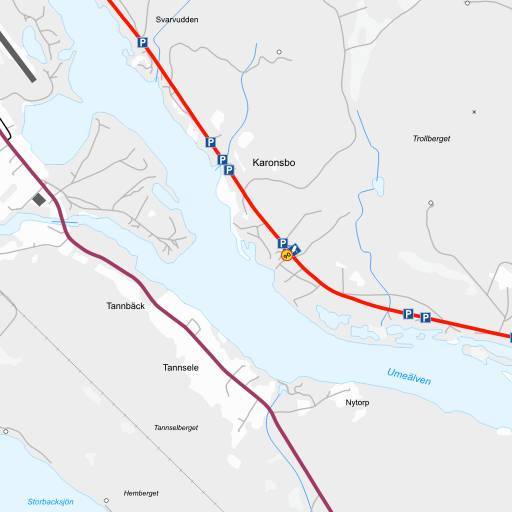 Svarvudden
P
Trollberget
P
P
P
Karonsbo
P
Tannbäck
P
P
Tannsele
Umeälven
Nytorp
Tannselberget
Hemberget
Storbacksjön